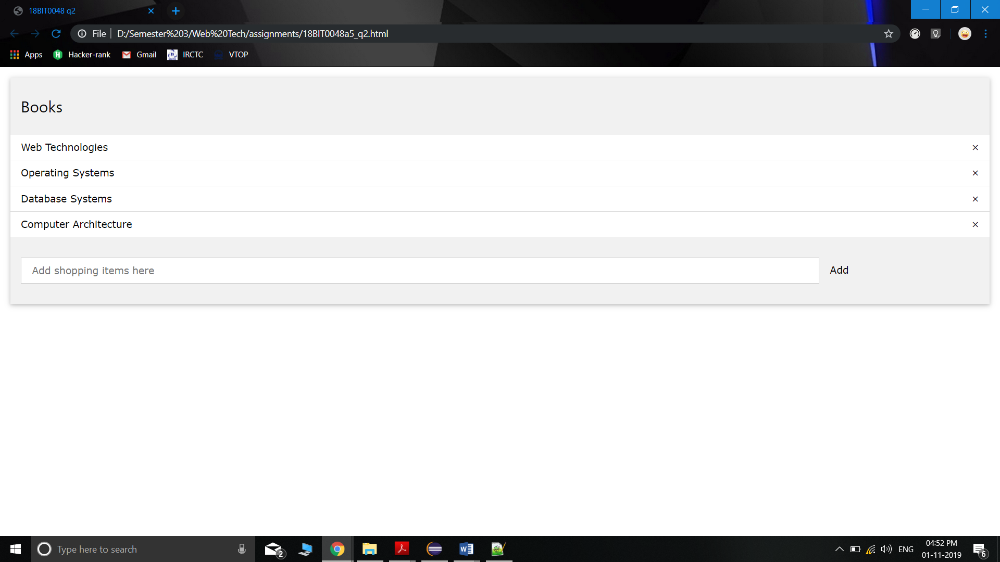 18BIT0048 q2
File | D:/Semester%203/Web%20Tech/assignments/18BIT0048a5_q2.html
Apps Hacker-rank Gmail IRCTC VTOP
Books
Web Technologies ×
Operating Systems ×
Database Systems ×
Computer Architecture ×
Add shopping items here Add
Type here to search 2 ENG 04:52 PM
01-11-2019 6